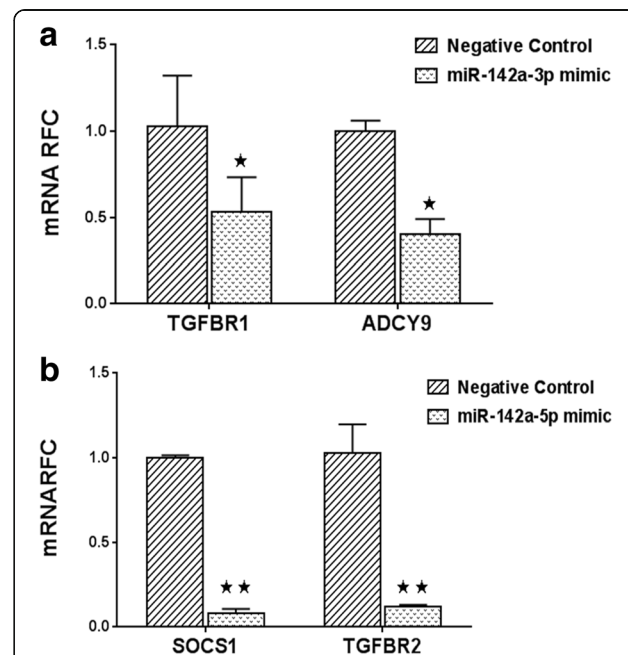 a
1.5
1.0
0.5
0.0
mRNA RFC
Negative Control
miR-142a-3p mimic
★
★
TGFBR1 ADCY9
b
1.5
1.0
0.5
0.0
mRNARFC
Negative Control
miR-142a-5p mimic
★★
★★
SOCS1 TGFBR2